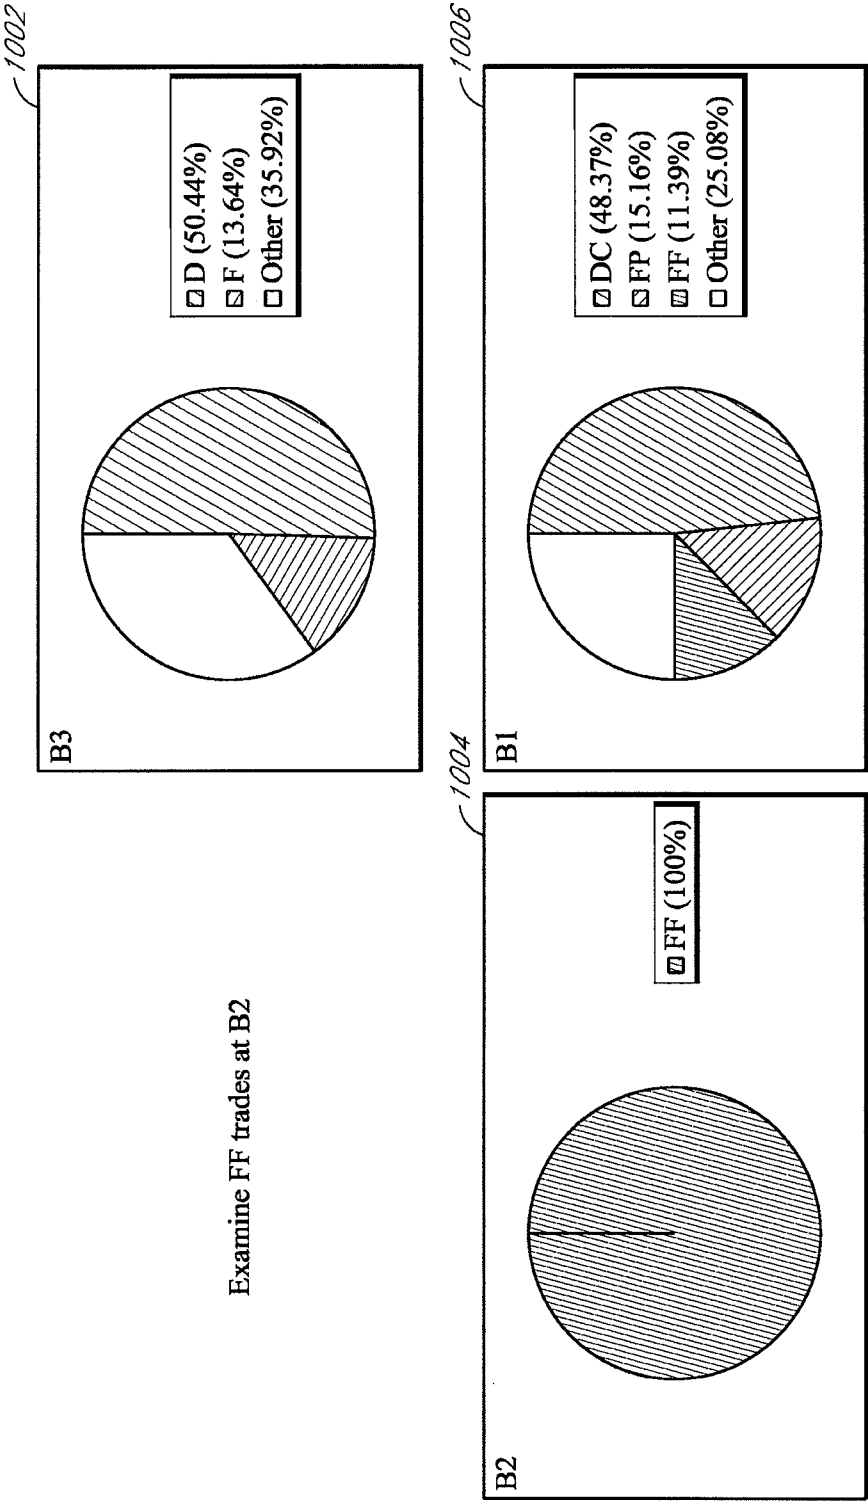 Examine FF trades at B2
1002
B3
D (50.44%)
F (13.64%)
Other (35.92%)
1004
B2
FF (100%)
1006
B1
DC (48.37%)
FP (15.16%)
FF (11.39%)
Other (25.08%)